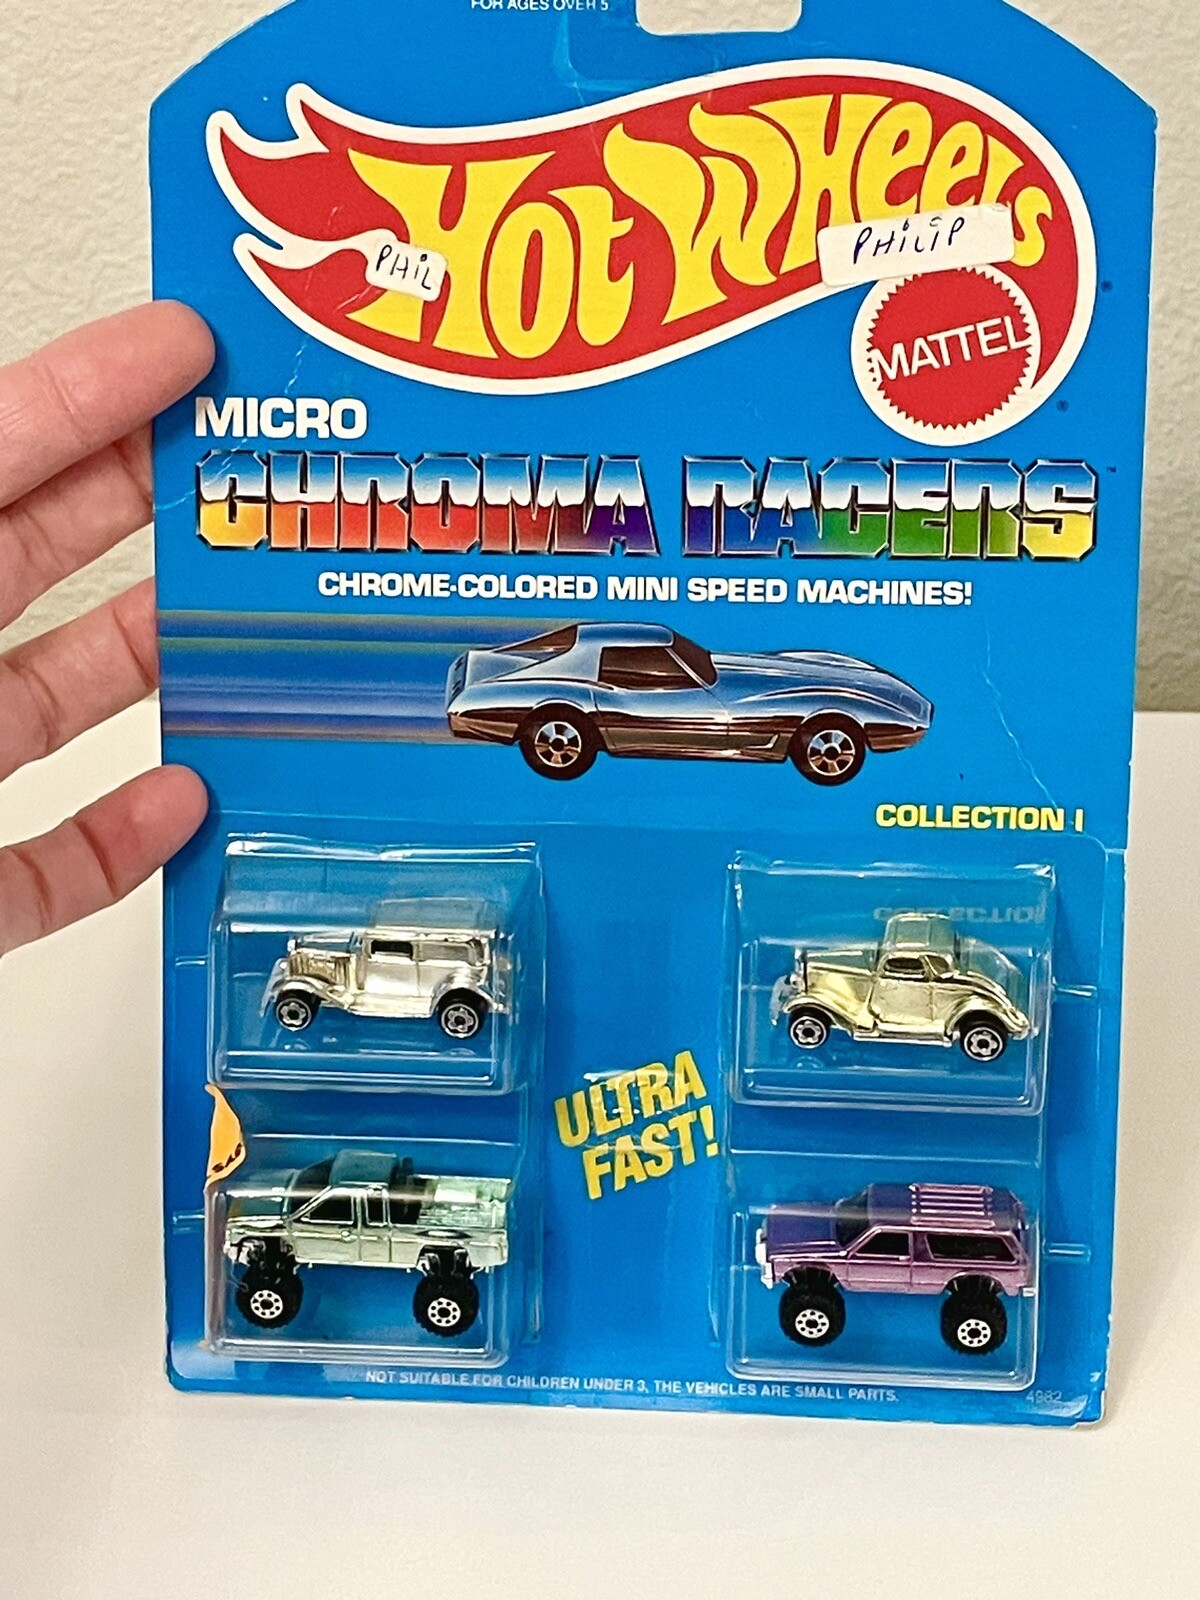 FOR AGES OVER 5
HOT WHEELS
PHIL
PHILIP
MATTEL
MICRO
CHROMA RACERS™
CHROME-COLORED MINI SPEED MACHINES!
COLLECTION I
ULTRA
FAST!
NOT SUITABLE FOR CHILDREN UNDER 3, THE VEHICLES ARE SMALL PARTS.
4982